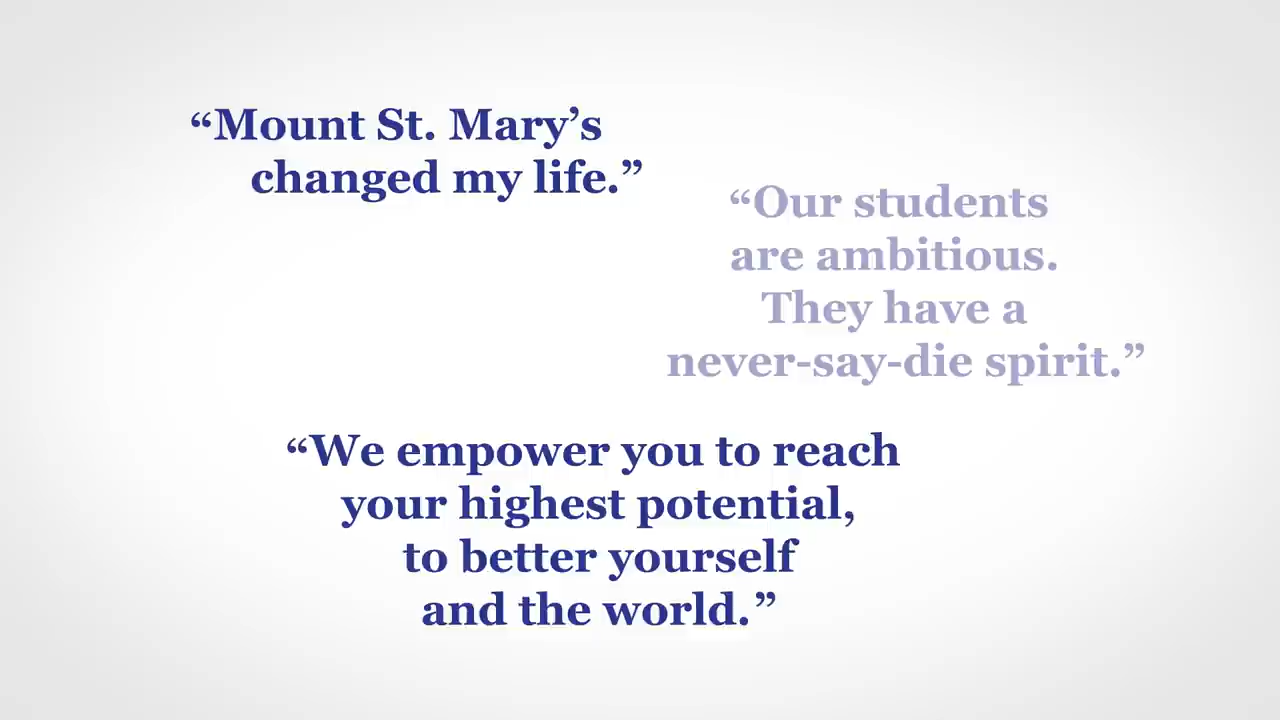 “Mount St. Mary’s
changed my life.”
“Our students
are ambitious.
They have a
never-say-die spirit.”
“We empower you to reach
your highest potential,
to better yourself
and the world.”